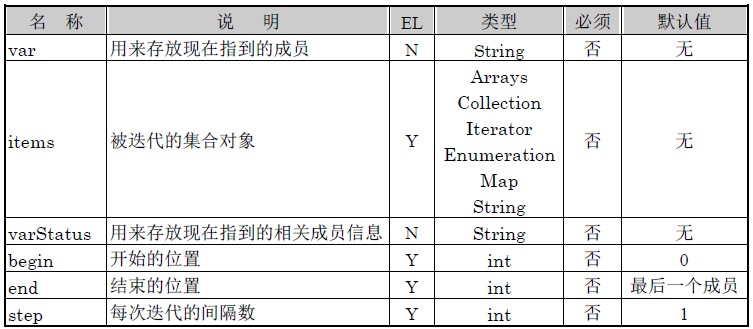 名 称 说 明 EL 类型 必须 默认值
var 用来存放现在指到的成员 N String 否 无
items 被迭代的集合对象 Y Arrays Collection Iterator Enumeration Map String 否 无
varStatus 用来存放现在指到的相关成员信息 N String 否 无
begin 开始的位置 Y int 否 0
end 结束的位置 Y int 否 最后一个成员
step 每次迭代的间隔数 Y int 否 1